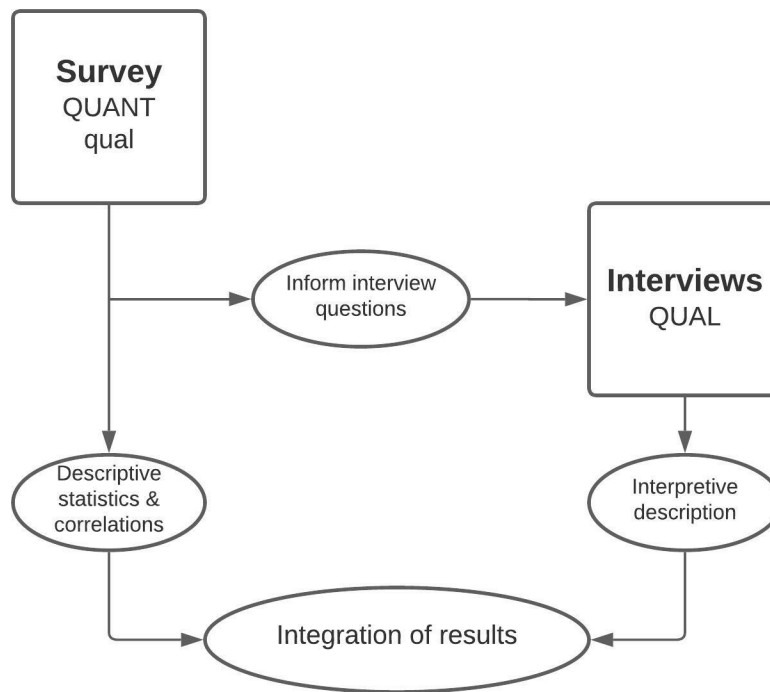 Survey
QUANT
qual
Inform interview
questions
Interviews
QUAL
Descriptive
statistics &
correlations
Interpretive
description
Integration of results